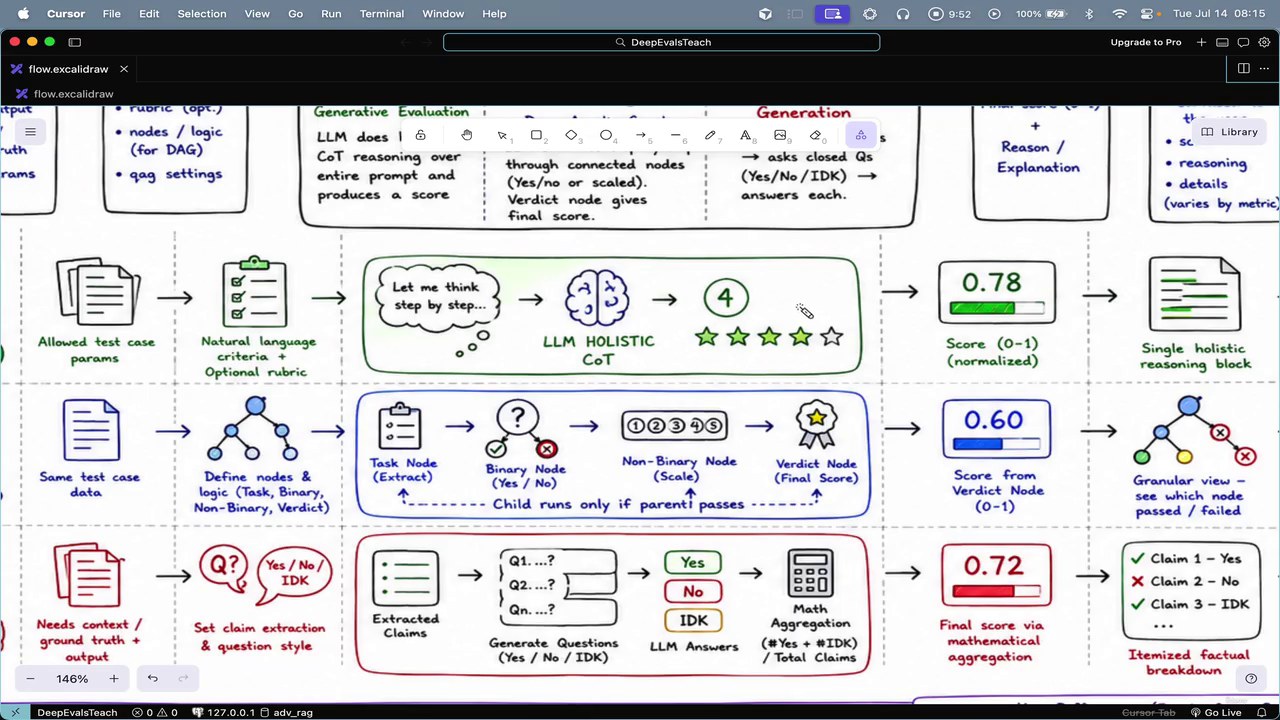 Cursor File Edit Selection View Go Run Terminal Window Help 9:52 100% Tue Jul 14 08:15
DeepEvalsTeach
Upgrade to Pro
flow.excalidraw
flow.excalidraw
Library
• rubric (opt.)
• nodes / logic
(for DAG)
• qag settings
Generative Evaluation
LLM does
CoT reasoning over
entire prompt and
produces a score
through connected nodes
(Yes/no or scaled).
Verdict node gives
final score.
Generation
→ asks closed Qs
(Yes/No/IDK) →
answers each.
+
Reason /
Explanation
• reasoning
• details
(varies by metric)
Allowed test case
params
Natural language
criteria +
Optional rubric
Let me think
step by step...
LLM HOLISTIC
CoT
4
0.78
Score (0-1)
(normalized)
Single holistic
reasoning block
Same test case
data
Define nodes &
logic (Task, Binary,
Non-Binary, Verdict)
Task Node
(Extract)
?
Binary Node
(Yes / No)
1 2 3 4 5
Non-Binary Node
(Scale)
Verdict Node
(Final Score)
Child runs only if parent passes
0.60
Score from
Verdict Node
(0-1)
Granular view -
see which node
passed / failed
Needs context /
ground truth +
output
Q?
Yes / No /
IDK
Set claim extraction
& question style
Extracted
Claims
Q1. ...?
Q2. ...?
Qn. ...?
Generate Questions
(Yes / No / IDK)
Yes
No
IDK
LLM Answers
Math
Aggregation
(#Yes + #IDK)
/ Total Claims
0.72
Final score via
mathematical
aggregation
Claim 1 - Yes
Claim 2 - No
Claim 3 - IDK
...
Itemized factual
breakdown
146%
DeepEvalsTeach 0 0 127.0.0.1 adv_rag
Cursor Tab Go Live